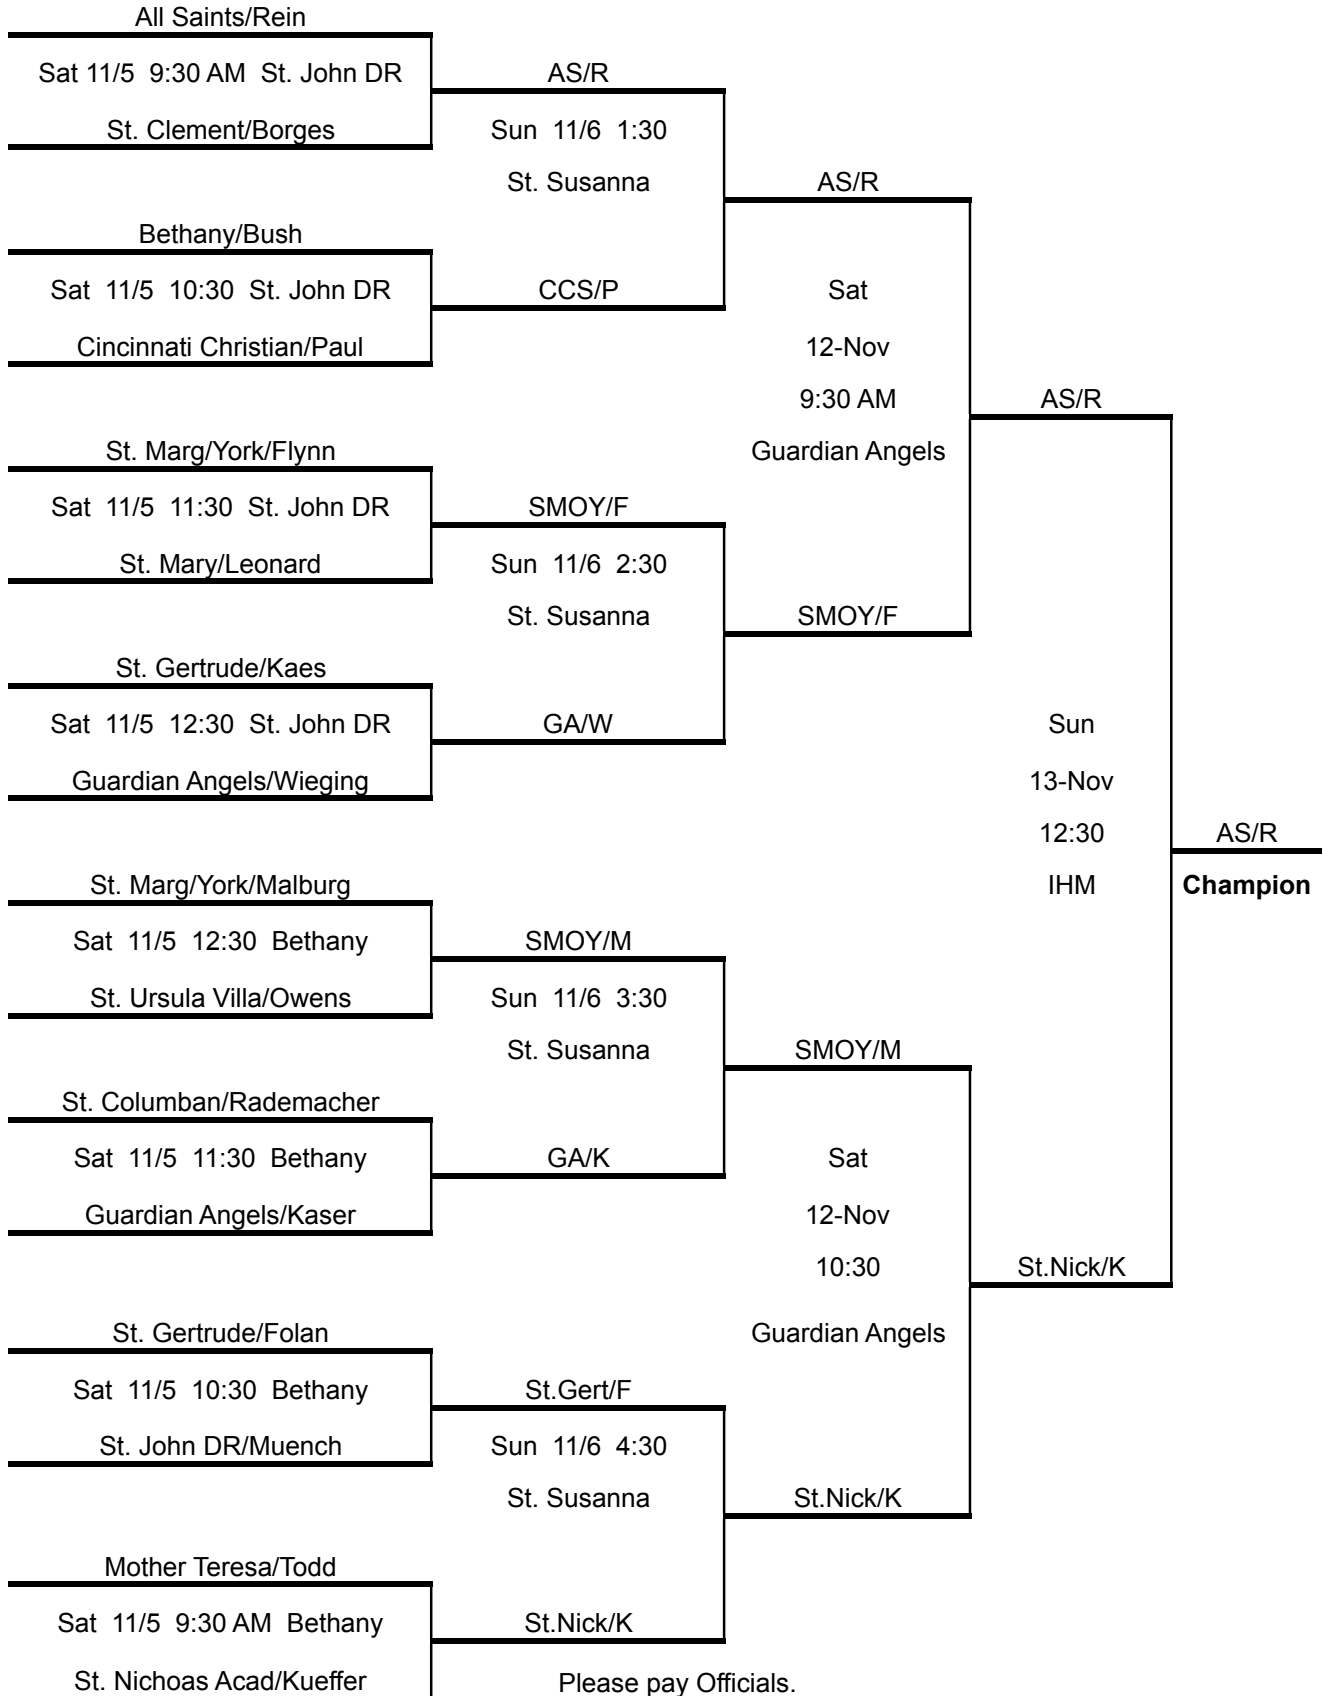 All Saints/Rein
Sat 11/5 9:30 AM St. John DR
AS/R
St. Clement/Borges
Sun 11/6 1:30
St. Susanna
AS/R
Bethany/Bush
Sat 11/5 10:30 St. John DR
CCS/P
Sat
Cincinnati Christian/Paul
12-Nov
9:30 AM
AS/R
St. Marg/York/Flynn
Guardian Angels
Sat 11/5 11:30 St. John DR
SMOY/F
St. Mary/Leonard
Sun 11/6 2:30
St. Susanna
SMOY/F
St. Gertrude/Kaes
Sat 11/5 12:30 St. John DR
GA/W
Sun
Guardian Angels/Wieging
13-Nov
12:30
AS/R
St. Marg/York/Malburg
IHM
Champion
Sat 11/5 12:30 Bethany
SMOY/M
St. Ursula Villa/Owens
Sun 11/6 3:30
St. Susanna
SMOY/M
St. Columban/Rademacher
Sat 11/5 11:30 Bethany
GA/K
Sat
Guardian Angels/Kaser
12-Nov
10:30
St.Nick/K
St. Gertrude/Folan
Guardian Angels
Sat 11/5 10:30 Bethany
St.Gert/F
St. John DR/Muench
Sun 11/6 4:30
St. Susanna
St.Nick/K
Mother Teresa/Todd
Sat 11/5 9:30 AM Bethany
St.Nick/K
St. Nichoas Acad/Kueffer
Please pay Officials.